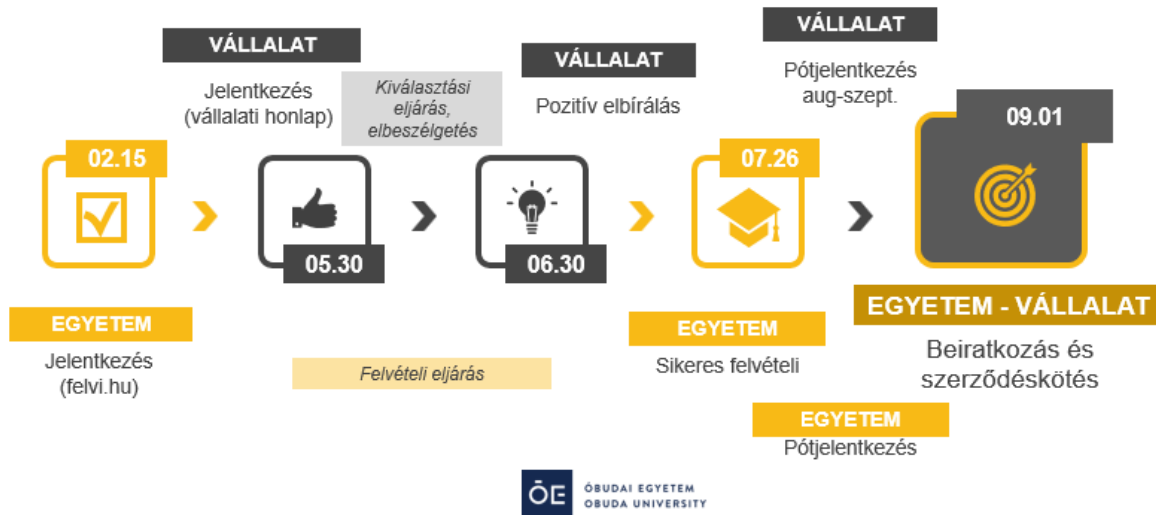 VÁLLALAT
Jelentkezés
(vállalati honlap)
Kiválasztási
eljárás,
elbeszélgetés
VÁLLALAT
Pozitív elbírálás
VÁLLALAT
Pótjelentkezés
aug-szept.
02.15
05.30
06.30
07.26
09.01
EGYETEM
Jelentkezés
(felvi.hu)
Felvételi eljárás
EGYETEM
Sikeres felvételi
EGYETEM
Pótjelentkezés
EGYETEM - VÁLLALAT
Beiratkozás és
szerződéskötés
ŌE
ÓBUDAI EGYETEM
OBUDA UNIVERSITY